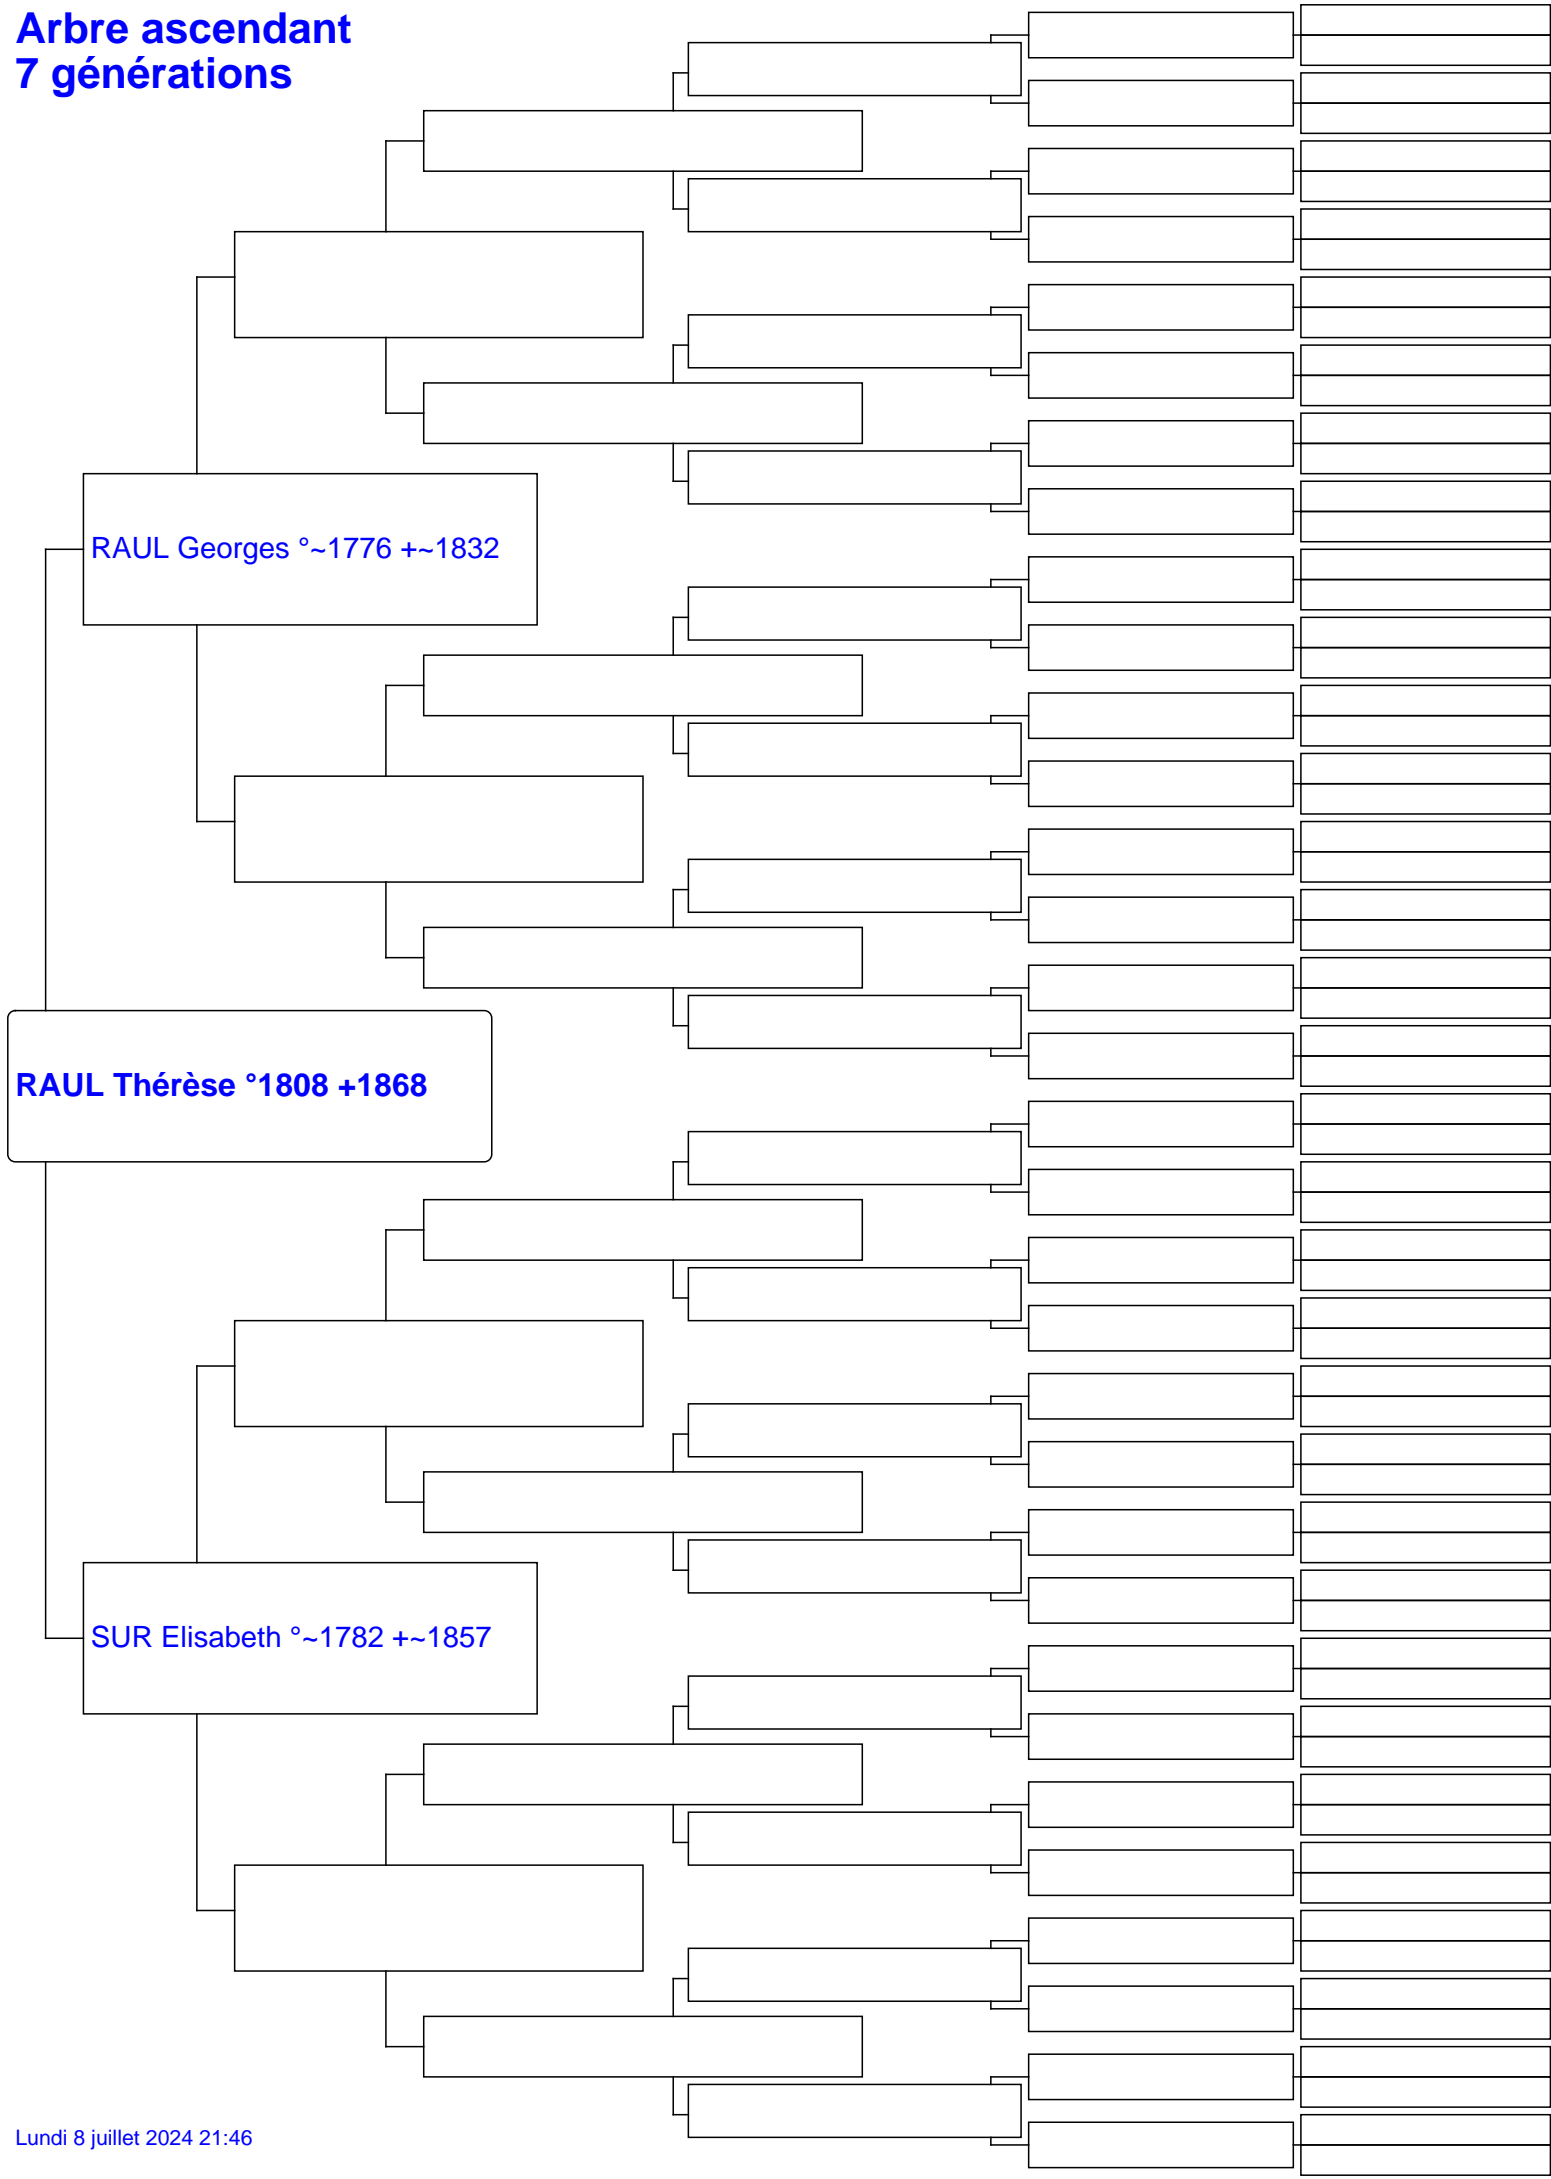 Arbre ascendant
7 générations
RAUL Georges °~1776 +~1832
RAUL Thérèse °1808 +1868
SUR Elisabeth °~1782 +~1857
Lundi 8 juillet 2024 21:46